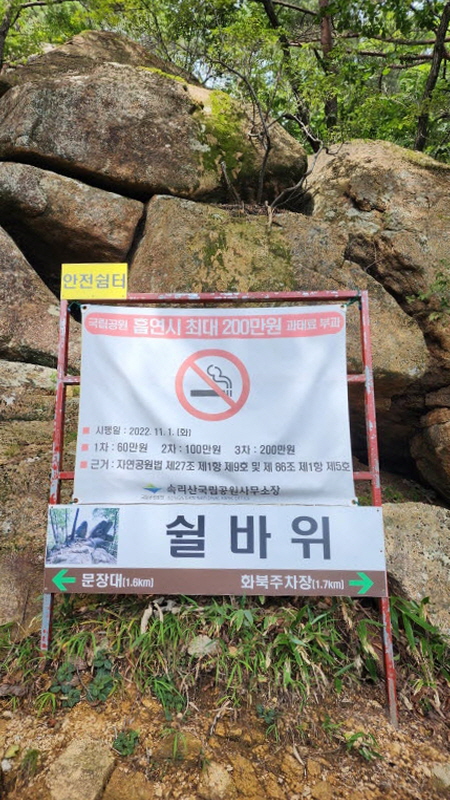 안전쉼터
국립공원 흡연시 최대 200만원 과태료 부과
시행일 : 2022. 11. 1. (화)
1차 : 60만원 2차 : 100만원 3차 : 200만원
근거 : 자연공원법 제27조 제1항 제9호 및 제 86조 제1항 제5호
속리산국립공원사무소장
쉴바위
문장대(1.6km) 화북주차장(1.7km)